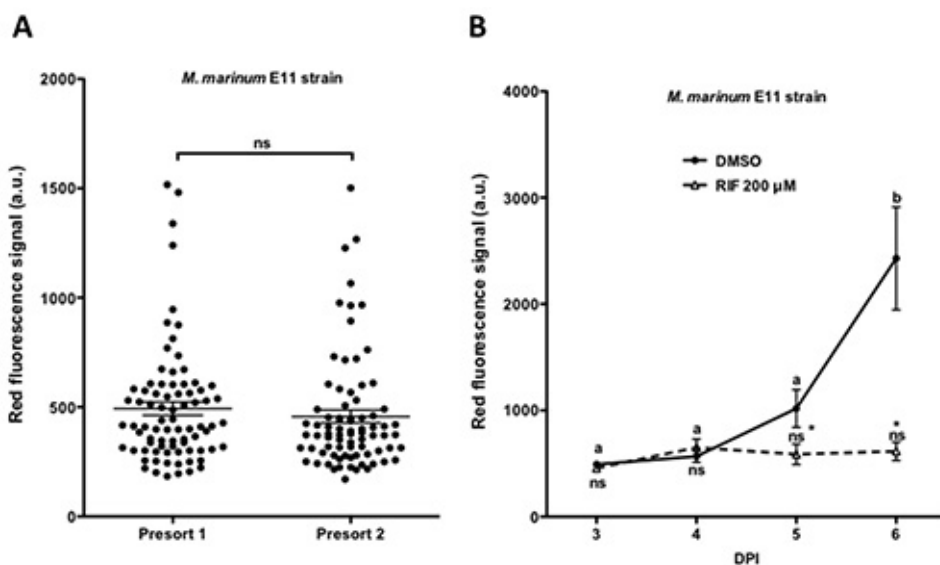 A
M. marinum E11 strain
2000
1500
1000
500
0
Red fluorescence signal (a.u.)
ns
Presort 1
Presort 2
B
M. marinum E11 strain
4000
3000
2000
1000
0
Red fluorescence signal (a.u.)
DMSO
RIF 200 µM
a
a
ns
a
ns
a
ns *
b
*
ns
3
4
5
6
DPI